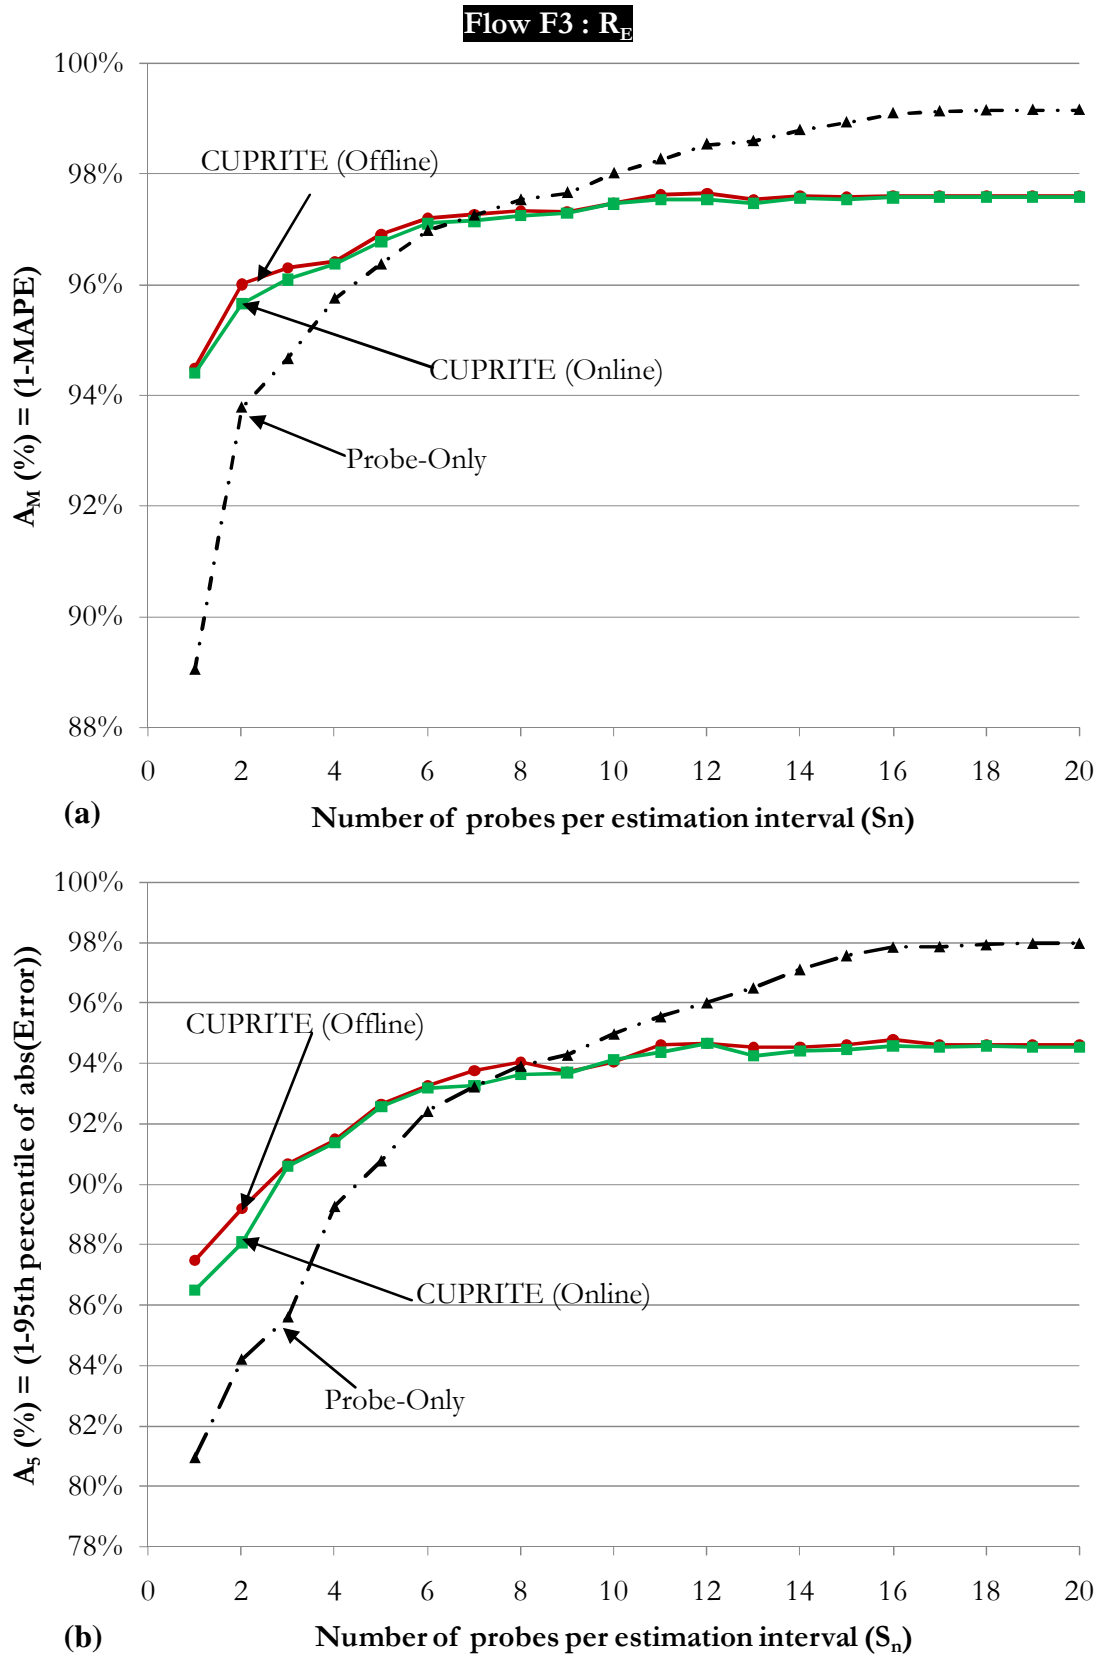 Flow F3 : RE
100%
98%
96%
94%
92%
90%
88%
AM (%) = (1-MAPE)
CUPRITE (Offline)
CUPRITE (Online)
Probe-Only
0 2 4 6 8 10 12 14 16 18 20
(a) Number of probes per estimation interval (Sn)
100%
98%
96%
94%
92%
90%
88%
86%
84%
82%
80%
78%
A5 (%) = (1-95th percentile of abs(Error))
CUPRITE (Offline)
CUPRITE (Online)
Probe-Only
0 2 4 6 8 10 12 14 16 18 20
(b) Number of probes per estimation interval (Sn)